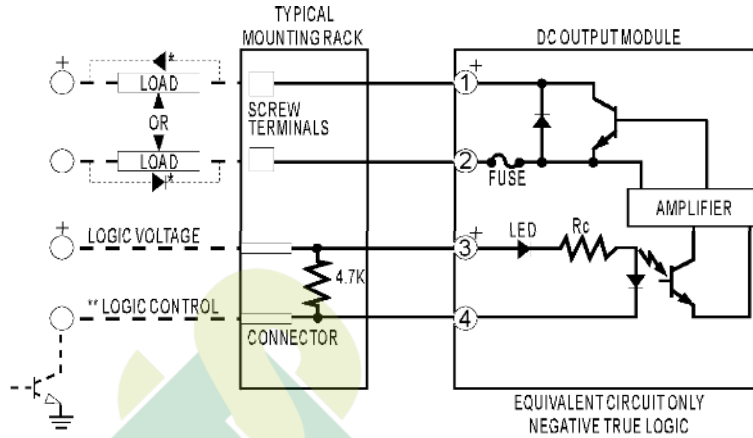 TYPICAL
MOUNTING RACK
DC OUTPUT MODULE
+
*
LOAD
1
+
SCREW
TERMINALS
OR
LOAD
*
2
FUSE
AMPLIFIER
+
LOGIC VOLTAGE
3
+
LED
Rc
4.7K
** LOGIC CONTROL
4
CONNECTOR
EQUIVALENT CIRCUIT ONLY
NEGATIVE TRUE LOGIC